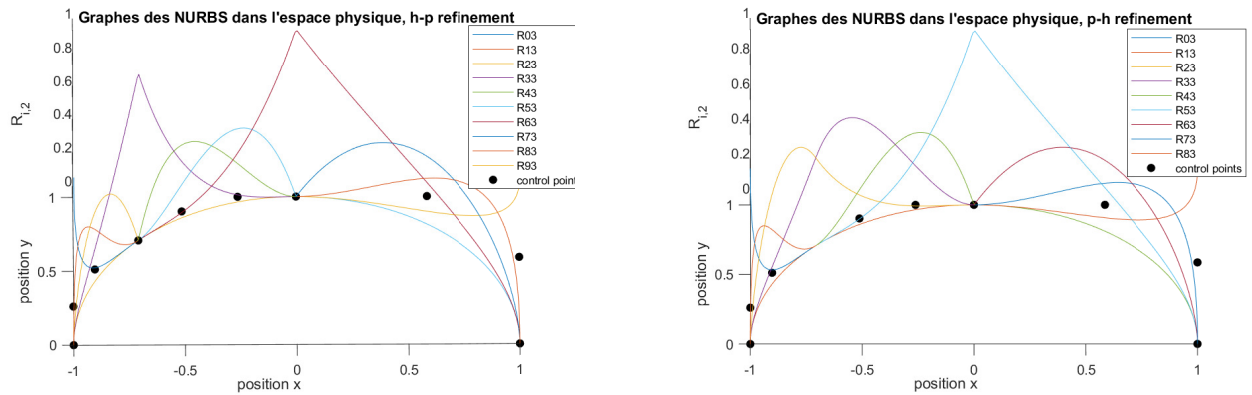 Graphes des NURBS dans l'espace physique, h-p refinement
1
0.8
0.6
0.4
0.2
0
R i,2
1
0.5
0
position y
-1
-0.5
0
0.5
1
position x
R03
R13
R23
R33
R43
R53
R63
R73
R83
R93
control point
Graphes des NURBS dans l'espace physique, p-h refinement
1
0.8
0.6
0.4
0.2
0
R i,2
1
0.5
0
position y
-1
-0.5
0
0.5
1
position x
R03
R13
R23
R33
R43
R53
R63
R73
R83
control points